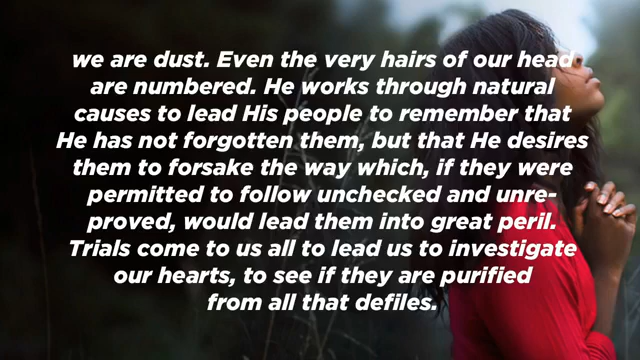 we are dust. Even the very hairs of our head
are numbered. He works through natural
causes to lead His people to remember that
He has not forgotten them, but that He desires
them to forsake the way which, if they were
permitted to follow unchecked and unre-
proved, would lead them into great peril.
Trials come to us all to lead us to investigate
our hearts, to see if they are purified
from all that defiles.